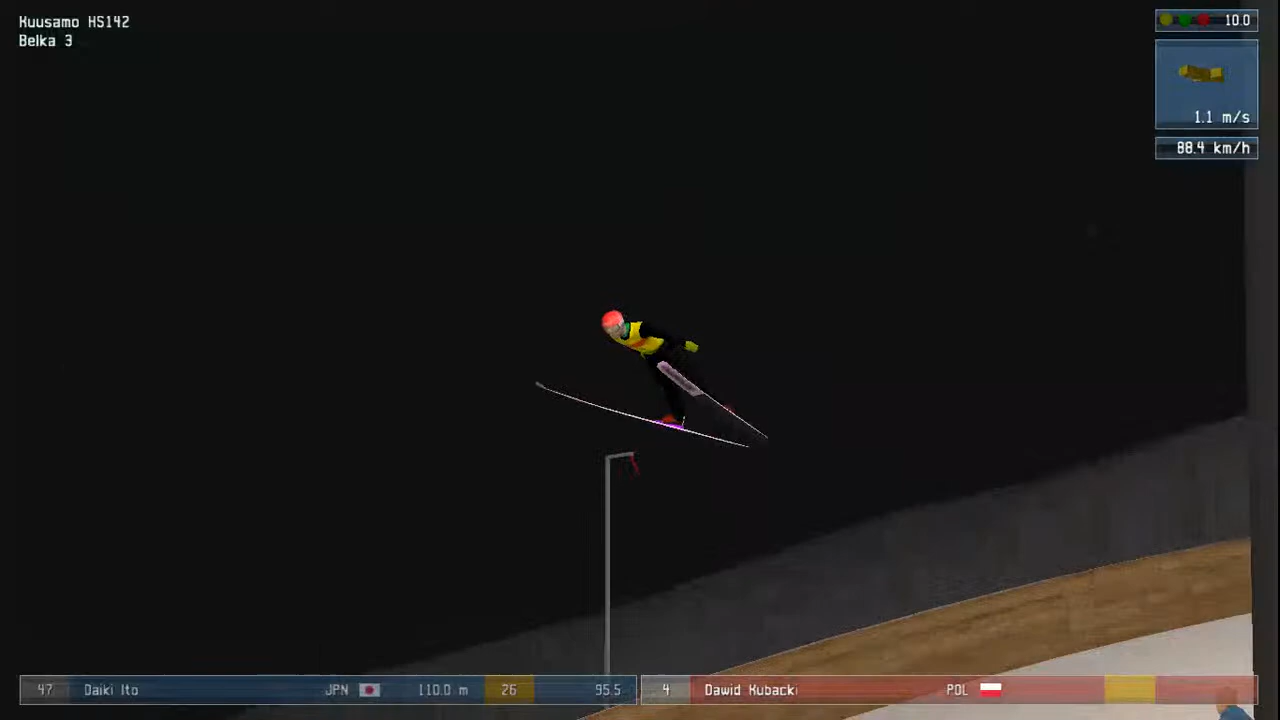 Kuusamo HS142
Belka 3
10.0
1.1 m/s
88.4 km/h
47 Daiki Ito JPN 110.0 m 26 95.5
4 Dawid Kubacki POL